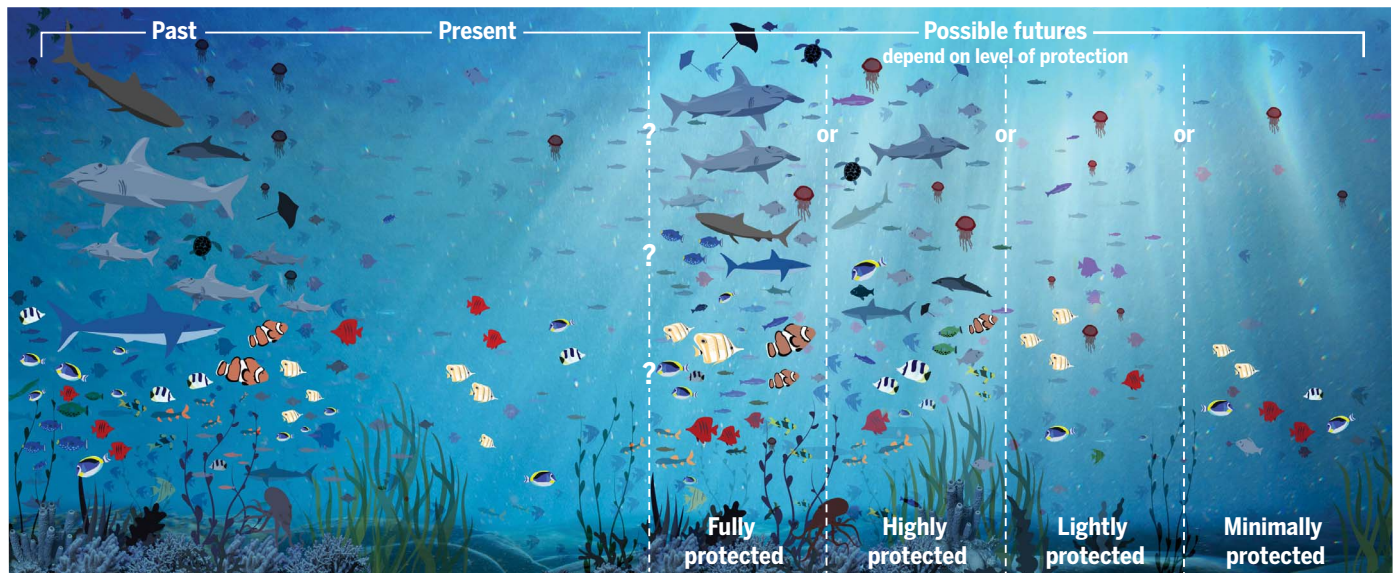 Past
Present
Possible futures
depend on level of protection
?
or
or
or
?
?
Fully
protected
Highly
protected
Lightly
protected
Minimally
protected